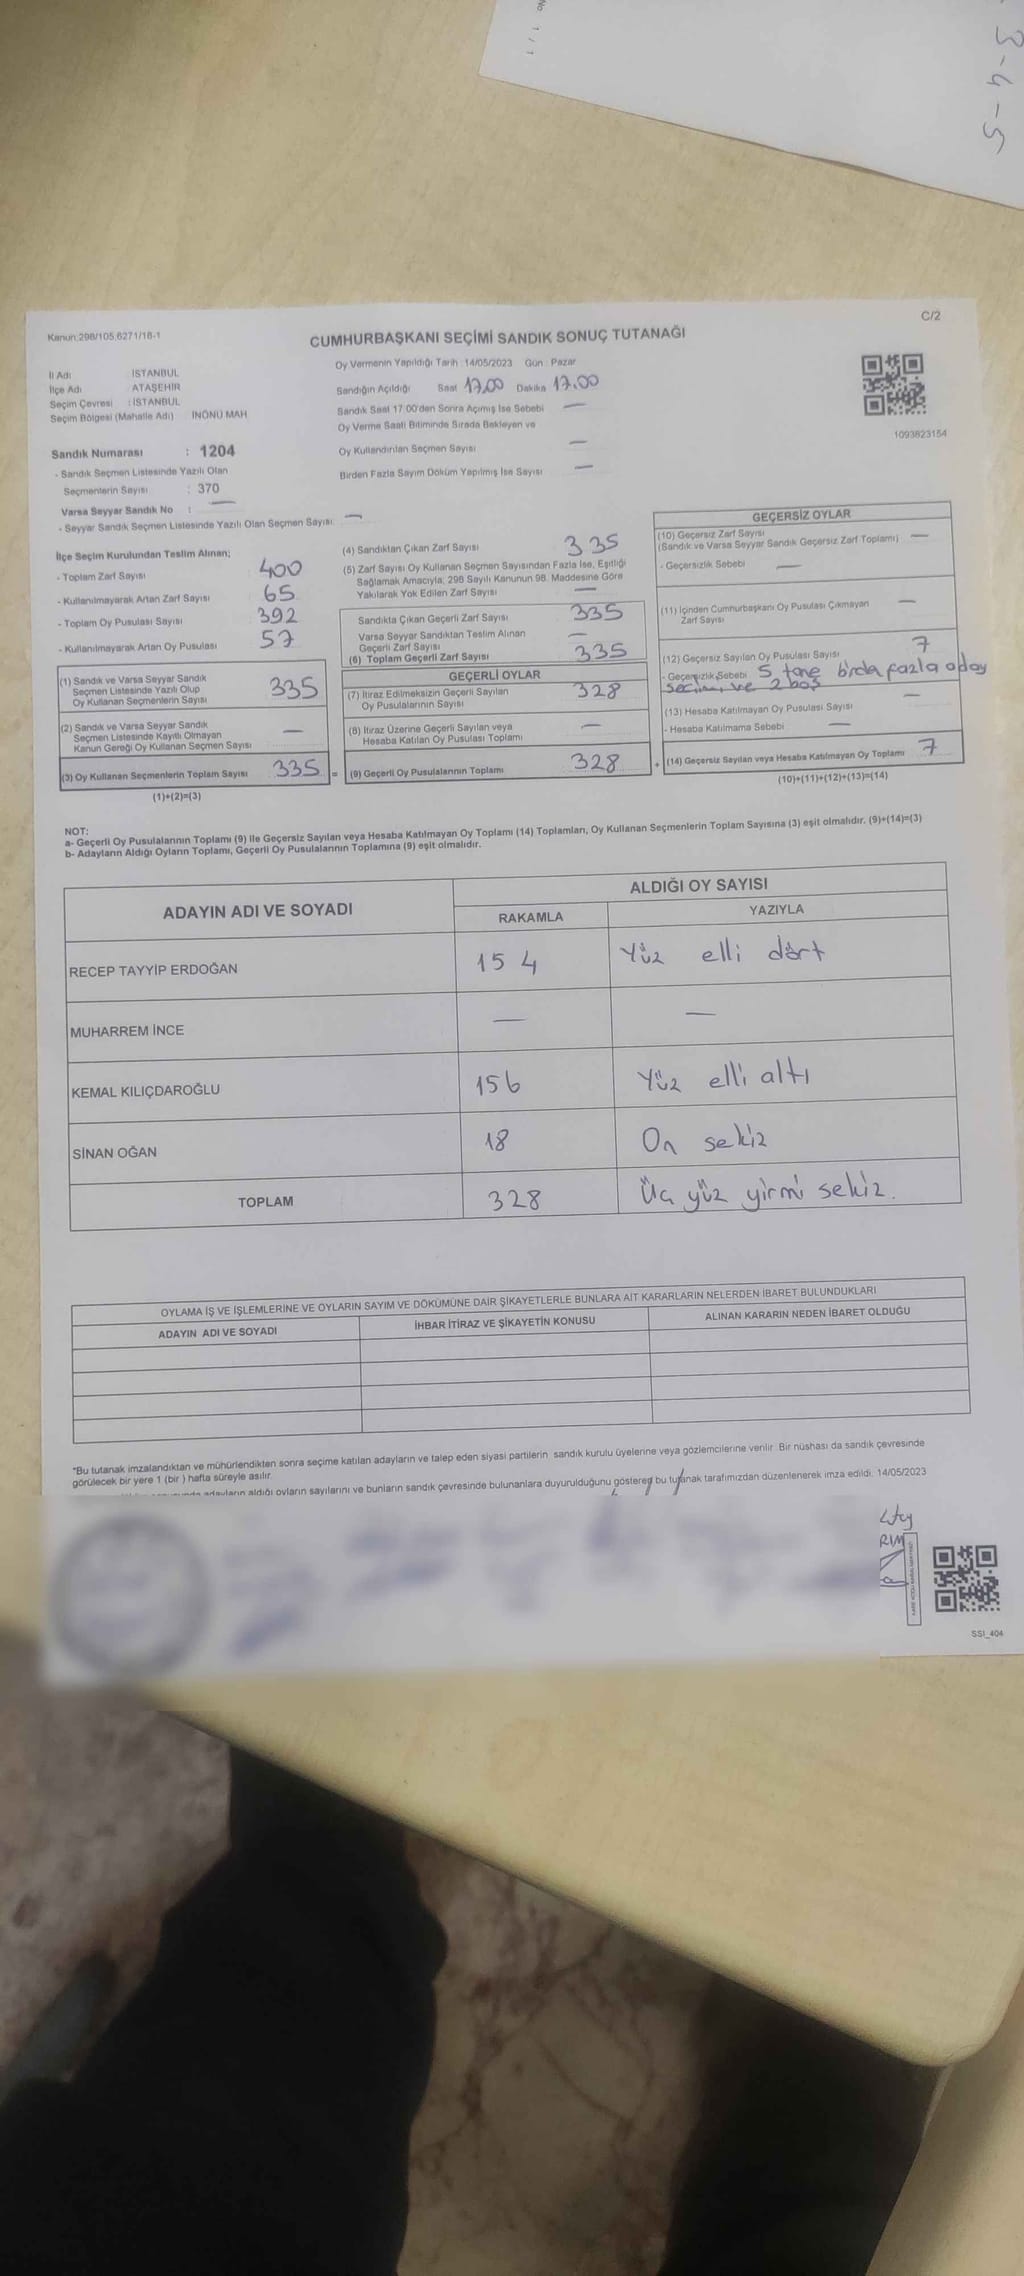 No 1 / 1
3-4-5
C/2
Kanun:298/105,6271/16-1
CUMHURBAŞKANI SEÇİMİ SANDIK SONUÇ TUTANAĞI
İl Adı : İSTANBUL
İlçe Adı : ATAŞEHİR
Seçim Çevresi : İSTANBUL
Seçim Bölgesi (Mahalle Adı) İNÖNÜ MAH
Oy Vermenin Yapıldığı Tarih :14/05/2023 Gün : Pazar
Sandığın Açıldığı Saat 17.00 Dakika 17.00
Sandık Saat 17:00'den Sonra Açımış İse Sebebi —
Oy Verme Saati Bitiminde Sırada Bekleyen ve
Oy Kullandırılan Seçmen Sayısı —
Birden Fazla Sayım Döküm Yapılmış İse Sayısı —
1093823154
Sandık Numarası : 1204
- Sandık Seçmen Listesinde Yazılı Olan
Seçmenlerin Sayısı : 370
Varsa Seyyar Sandık No : —
- Seyyar Sandık Seçmen Listesinde Yazılı Olan Seçmen Sayısı: —
İlçe Seçim Kurulundan Teslim Alınan;
- Toplam Zarf Sayısı 400
- Kullanılmayarak Artan Zarf Sayısı 65
- Toplam Oy Pusulası Sayısı 392
- Kullanılmayarak Artan Oy Pusulası 57
(1) Sandık ve Varsa Seyyar Sandık
Seçmen Listesinde Yazılı Olup
Oy Kullanan Seçmenlerin Sayısı 335
(2) Sandık ve Varsa Seyyar Sandık
Seçmen Listesinde Kayıtlı Olmayan
Kanun Gereği Oy Kullanan Seçmen Sayısı —
(3) Oy Kullanan Seçmenlerin Toplam Sayısı 335 =
(1)+(2)=(3)
(4) Sandıktan Çıkan Zarf Sayısı 335
(5) Zarf Sayısı Oy Kullanan Seçmen Sayısından Fazla İse, Eşitliği
Sağlamak Amacıyla; 298 Sayılı Kanunun 98. Maddesine Göre
Yakılarak Yok Edilen Zarf Sayısı —
Sandıkta Çıkan Geçerli Zarf Sayısı 335
Varsa Seyyar Sandıktan Teslim Alınan
Geçerli Zarf Sayısı —
(6) Toplam Geçerli Zarf Sayısı 335
GEÇERLİ OYLAR
(7) İtiraz Edilmeksizin Geçerli Sayılan
Oy Pusulalarının Sayısı 328
(8) İtiraz Üzerine Geçerli Sayılan veya
Hesaba Katılan Oy Pusulası Toplamı —
(9) Geçerli Oy Pusulalarının Toplamı 328 +
GEÇERSİZ OYLAR
(10) Geçersiz Zarf Sayısı
(Sandık ve Varsa Seyyar Sandık Geçersiz Zarf Toplamı) —
- Geçersizlik Sebebi —
(11) İçinden Cumhurbaşkanı Oy Pusulası Çıkmayan
Zarf Sayısı —
(12) Geçersiz Sayılan Oy Pusulası Sayısı 7
- Geçersizlik Sebebi 5 tane birda fazla aday
seçimi, ve 2 boş
(13) Hesaba Katılmayan Oy Pusulası Sayısı —
- Hesaba Katılmama Sebebi —
(14) Geçersiz Sayılan veya Hesaba Katılmayan Oy Toplamı 7
(10)+(11)+(12)+(13)=(14)
NOT:
a- Geçerli Oy Pusulalarının Toplamı (9) ile Geçersiz Sayılan veya Hesaba Katılmayan Oy Toplamı (14) Toplamları, Oy Kullanan Seçmenlerin Toplam Sayısına (3) eşit olmalıdır. (9)+(14)=(3)
b- Adayların Aldığı Oyların Toplamı, Geçerli Oy Pusulalarının Toplamına (9) eşit olmalıdır.
ADAYIN ADI VE SOYADI
ALDIĞI OY SAYISI
RAKAMLA YAZIYLA
RECEP TAYYİP ERDOĞAN 154 Yüz elli dört
MUHARREM İNCE — —
KEMAL KILIÇDAROĞLU 156 Yüz elli altı
SİNAN OĞAN 18 On sekiz
TOPLAM 328 Üç yüz yirmi sekiz.
OYLAMA İŞ VE İŞLEMLERİNE VE OYLARIN SAYIM VE DÖKÜMÜNE DAİR ŞİKAYETLERLE BUNLARA AİT KARARLARIN NELERDEN İBARET BULUNDUKLARI
ADAYIN ADI VE SOYADI İHBAR İTİRAZ VE ŞİKAYETİN KONUSU ALINAN KARARIN NEDEN İBARET OLDUĞU
*Bu tutanak imzalandıktan ve mühürlendikten sonra seçime katılan adayların ve talep eden siyasi partilerin sandık kurulu üyelerine veya gözlemcilerine verilir. Bir nüshası da sandık çevresinde
görülecek bir yere 1 (bir ) hafta süreyle asılır.
adayların aldığı oyların sayılarını ve bunların sandık çevresinde bulunanlara duyurulduğunu gösteren bu tutanak tarafımızdan düzenlenerek imza edildi. 14/05/2023
RIM
SSI_404